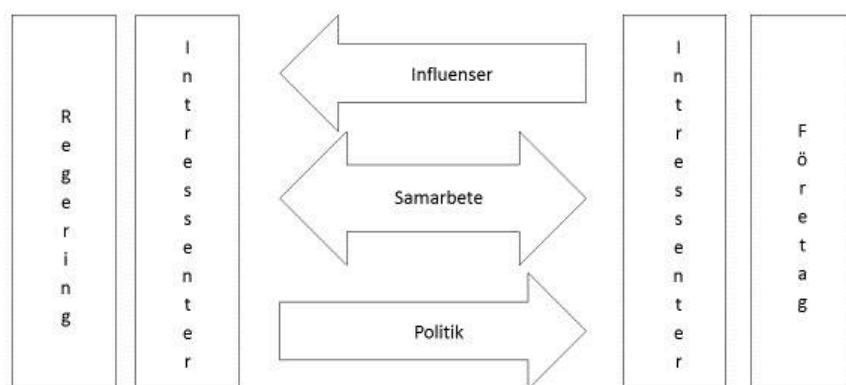 Regering
Intressenter
Influenser
Samarbete
Politik
Intressenter
Företag